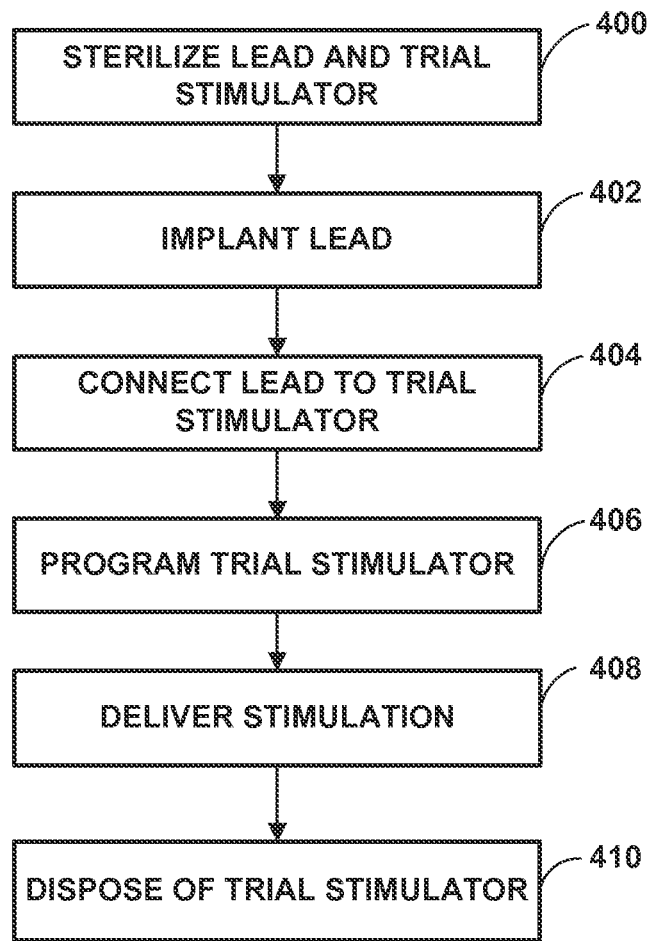 400
STERILIZE LEAD AND TRIAL
STIMULATOR
402
IMPLANT LEAD
404
CONNECT LEAD TO TRIAL
STIMULATOR
406
PROGRAM TRIAL STIMULATOR
408
DELIVER STIMULATION
410
DISPOSE OF TRIAL STIMULATOR